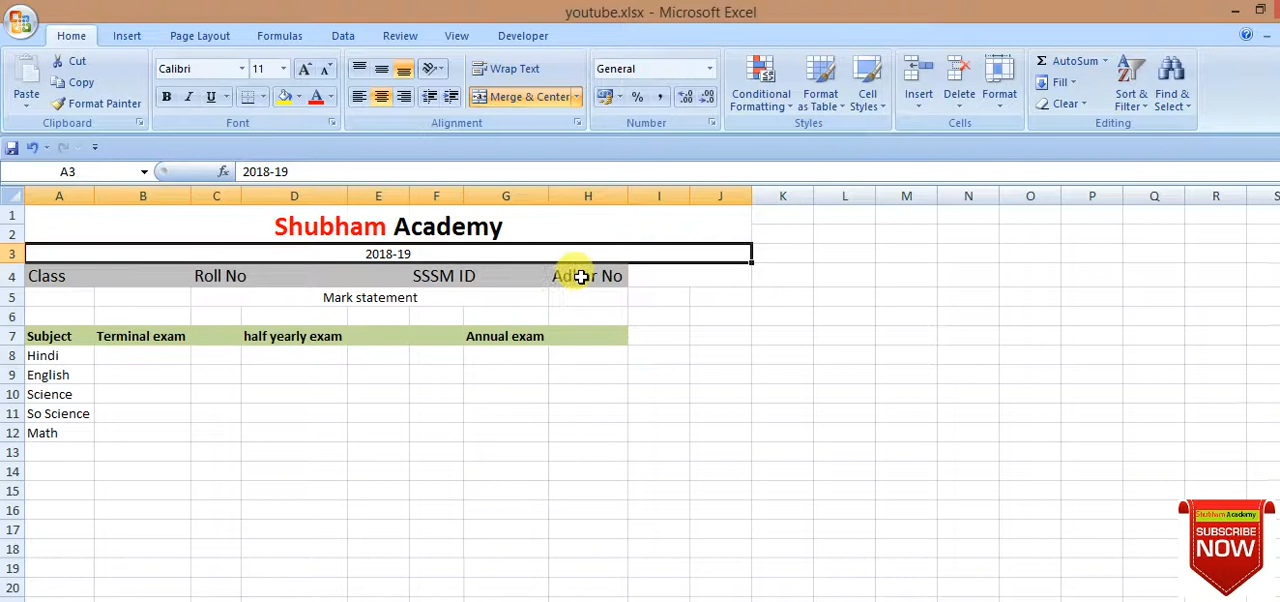 youtube.xlsx - Microsoft Excel
Home Insert Page Layout Formulas Data Review View Developer
Paste Cut Copy Format Painter Clipboard
Calibri 11 B I U A Font
Wrap Text Merge & Center Alignment
General % , Number
Conditional Formatting Format as Table Cell Styles Styles
Insert Delete Format Cells
Σ AutoSum Fill Clear Sort & Filter Find & Select Editing
A3 fx 2018-19
A B C D E F G H I J K L M N O P Q R S
1
Shubham Academy
2
3 2018-19
4 Class Roll No SSSM ID No
5 Mark statement
6
7 Subject Terminal exam half yearly exam Annual exam
8 Hindi
9 English
10 Science
11 So Science
12 Math
13
14
15
16
17
18
19
20
Shubham Academy
SUBSCRIBE
NOW